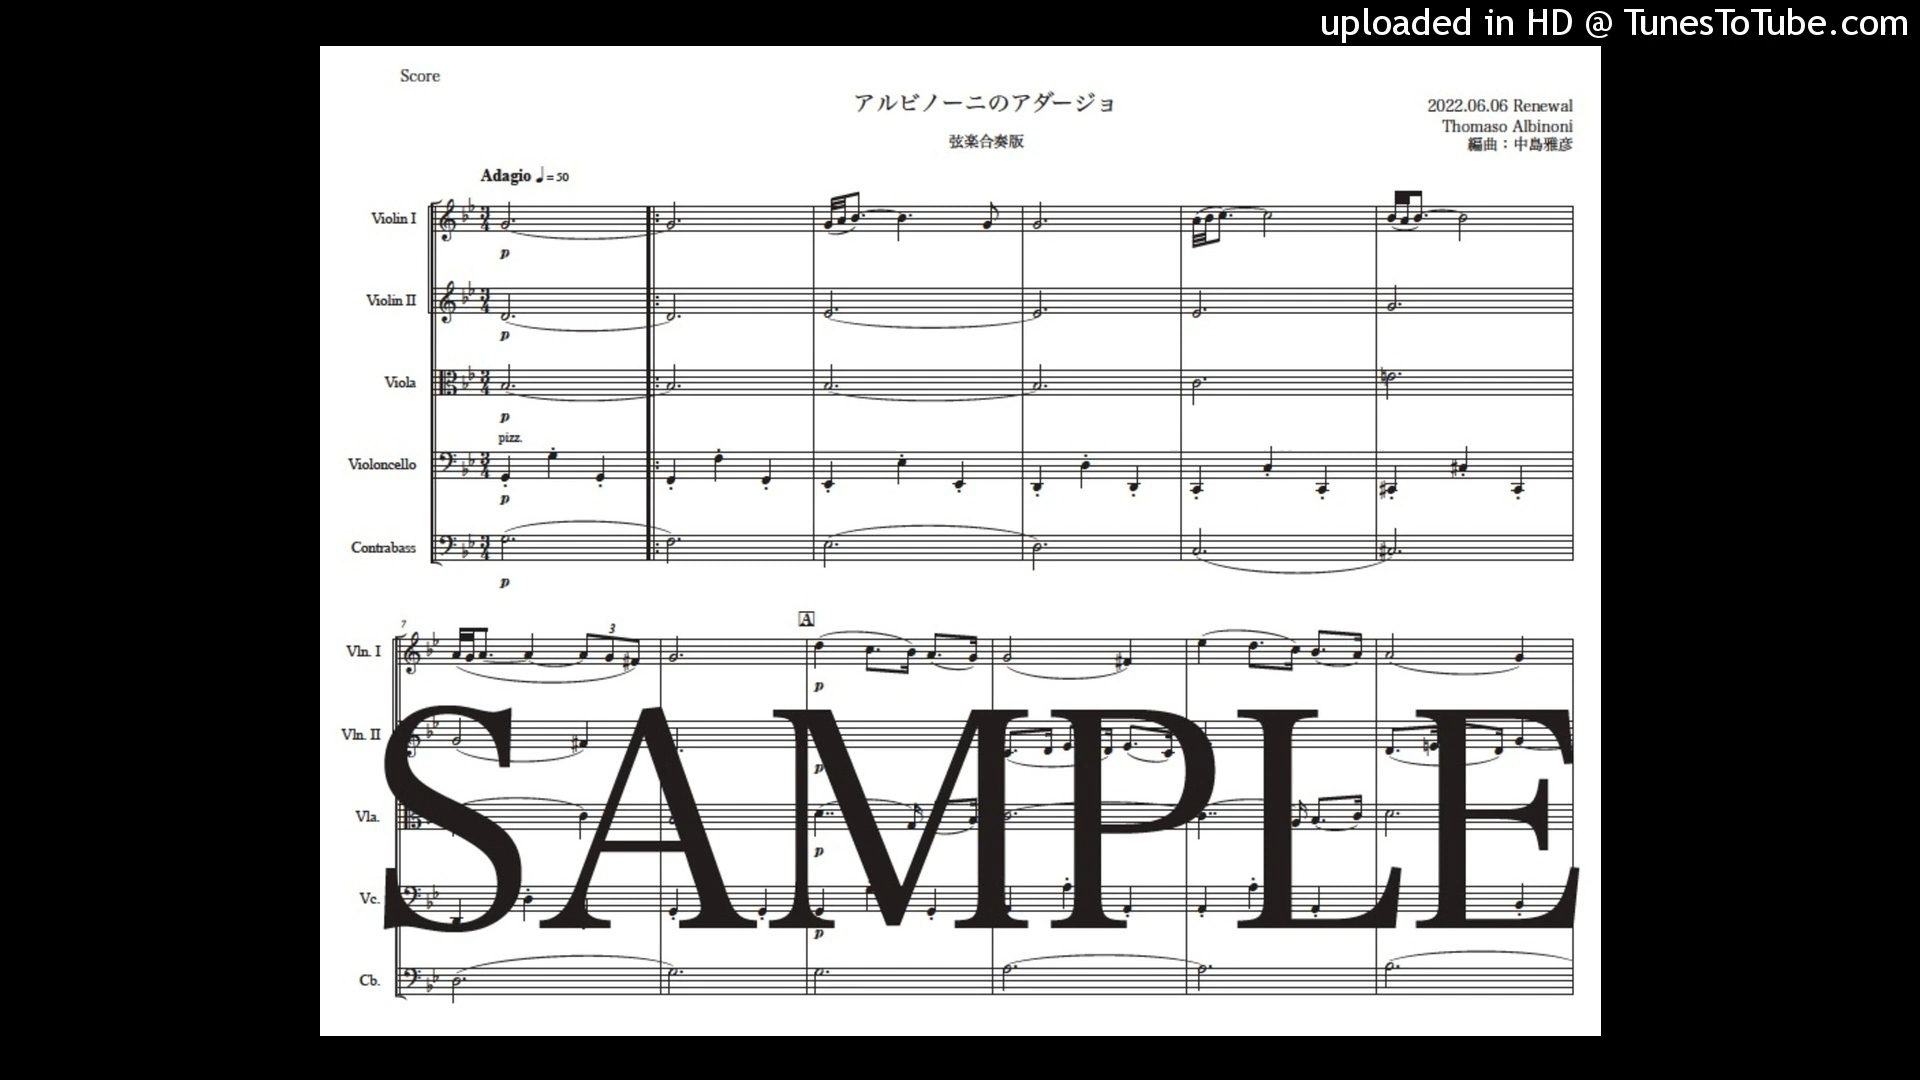 uploaded in HD @ TunesToTube.com
Score
アルビノーニのアダージョ
2022.06.06 Renewal
Thomaso Albinoni
弦楽合奏版
編曲：中島雅彦
Adagio ♩= 50
Violin I
p
Violin II
p
Viola
p
pizz.
Violoncello
p
Contrabass
p
7
A
3
Vln. I
p
Vln. II
p
Vla.
p
Vc.
p
Cb.
SAMPLE